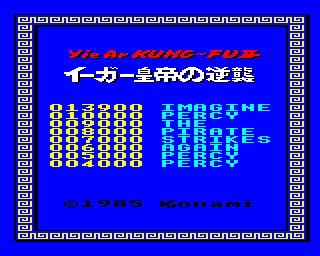 Yie Ar KUNG-FU II
イーガー皇帝の逆襲
013900 IMAGINE
010000 PERCY
009000 THE
008000 PIRATE
007000 STRIKES
006000 AGAIN
005000 PERCY
004000 PERCY
©1985 Konami